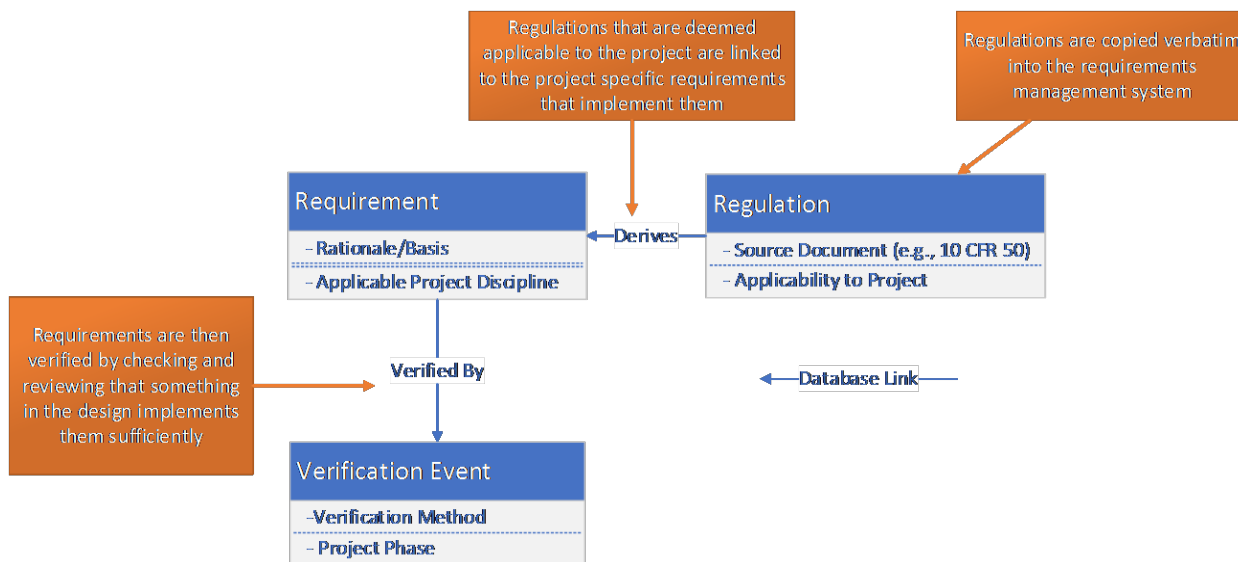 Regulations that are deemed
applicable to the project are linked
to the project specific requirements
that implement them
Regulations are copied verbatim
into the requirements
management system
Requirement
- Rationale/Basis
- Applicable Project Discipline
Derives
Regulation
- Source Document (e.g., 10 CFR 50)
- Applicability to Project
Requirements are then
verified by checking and
reviewing that something
in the design implements
them sufficiently
Verified By
Database Link
Verification Event
-Verification Method
- Project Phase